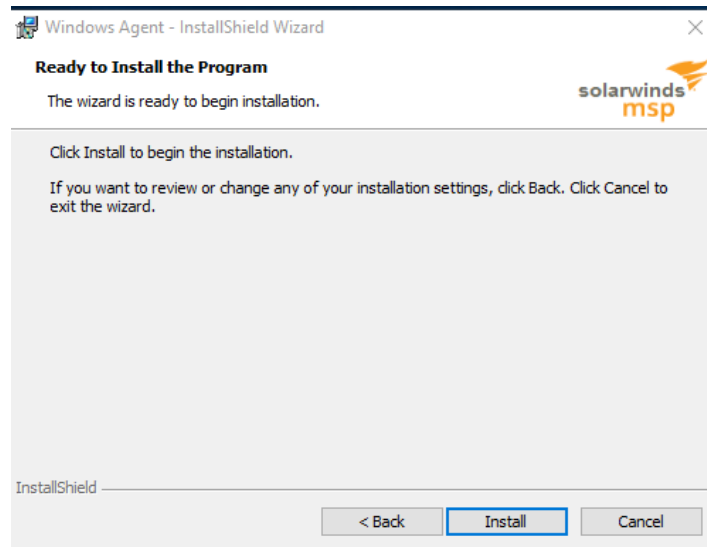 Windows Agent - InstallShield Wizard
Ready to Install the Program
The wizard is ready to begin installation.
solarwinds
msp
Click Install to begin the installation.
If you want to review or change any of your installation settings, click Back. Click Cancel to
exit the wizard.
InstallShield
< Back
Install
Cancel